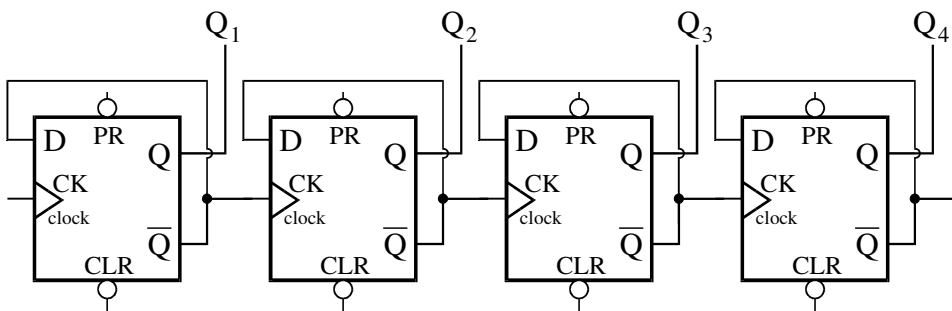 Q₁ Q₂ Q₃ Q₄
PR PR PR PR
D Q D Q D Q D Q
CK CK CK CK
clock clock clock clock
Q̅ Q̅ Q̅ Q̅
CLR CLR CLR CLR